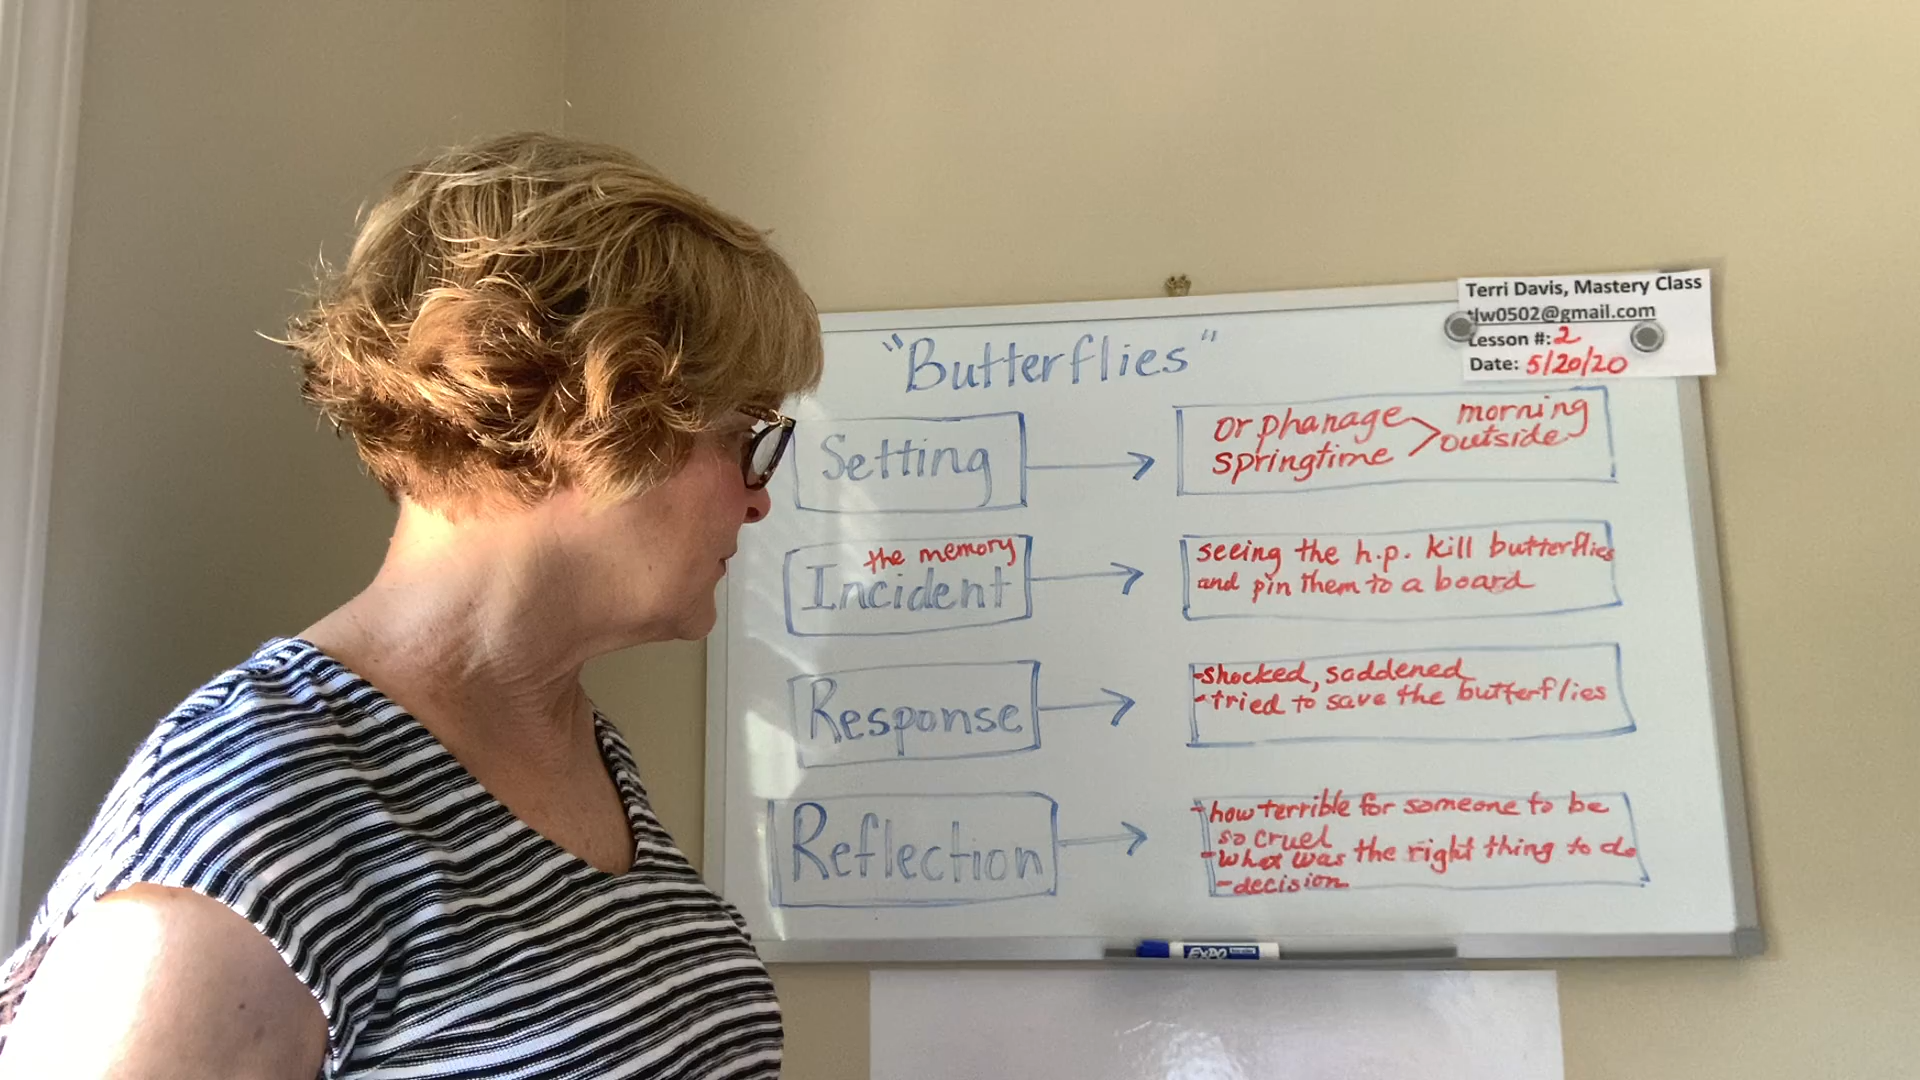 Terri Davis, Mastery Class
tlw0502@gmail.com
Lesson #: 2
Date: 5/20/20
"Butterflies"
Setting
orphanage morning
springtime outside
the memory
Incident
seeing the h.p. kill butterflies
and pin them to a board
Response
-shocked, saddened
-tried to save the butterflies
Reflection
-how terrible for someone to be
so cruel
-what was the right thing to do
-decision
EXPO